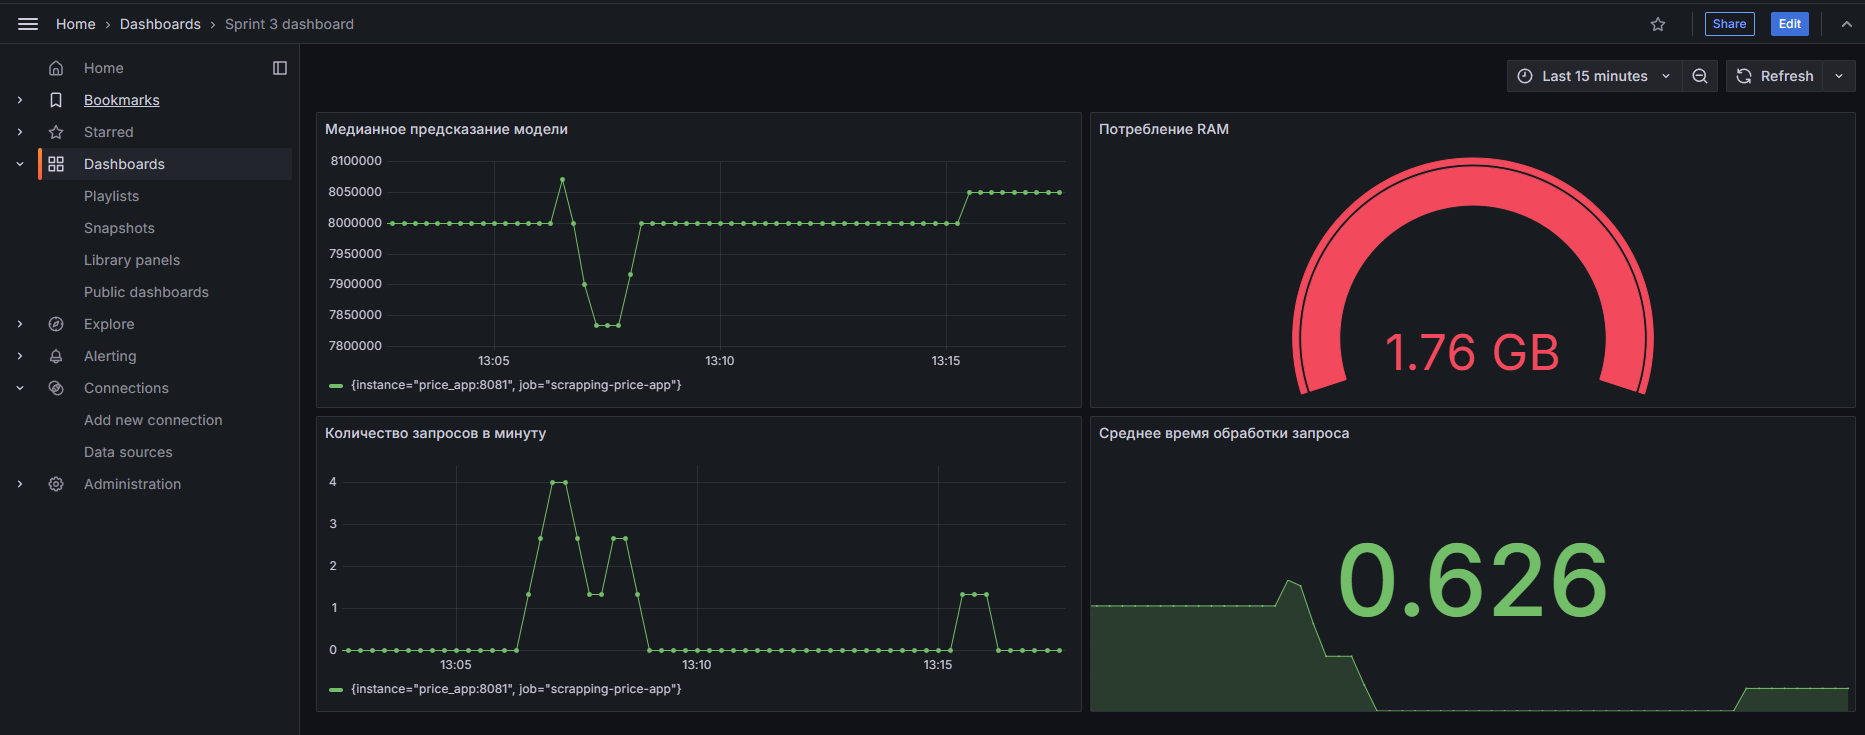 Home › Dashboards › Sprint 3 dashboard
Share
Edit
Home
Bookmarks
Starred
Dashboards
Playlists
Snapshots
Library panels
Public dashboards
Explore
Alerting
Connections
Add new connection
Data sources
Administration
Last 15 minutes
Refresh
Медианное предсказание модели
8100000
8050000
8000000
7950000
7900000
7850000
7800000
13:05 13:10 13:15
{instance="price_app:8081", job="scrapping-price-app"}
Потребление RAM
1.76 GB
Количество запросов в минуту
4
3
2
1
0
13:05 13:10 13:15
{instance="price_app:8081", job="scrapping-price-app"}
Среднее время обработки запроса
0.626